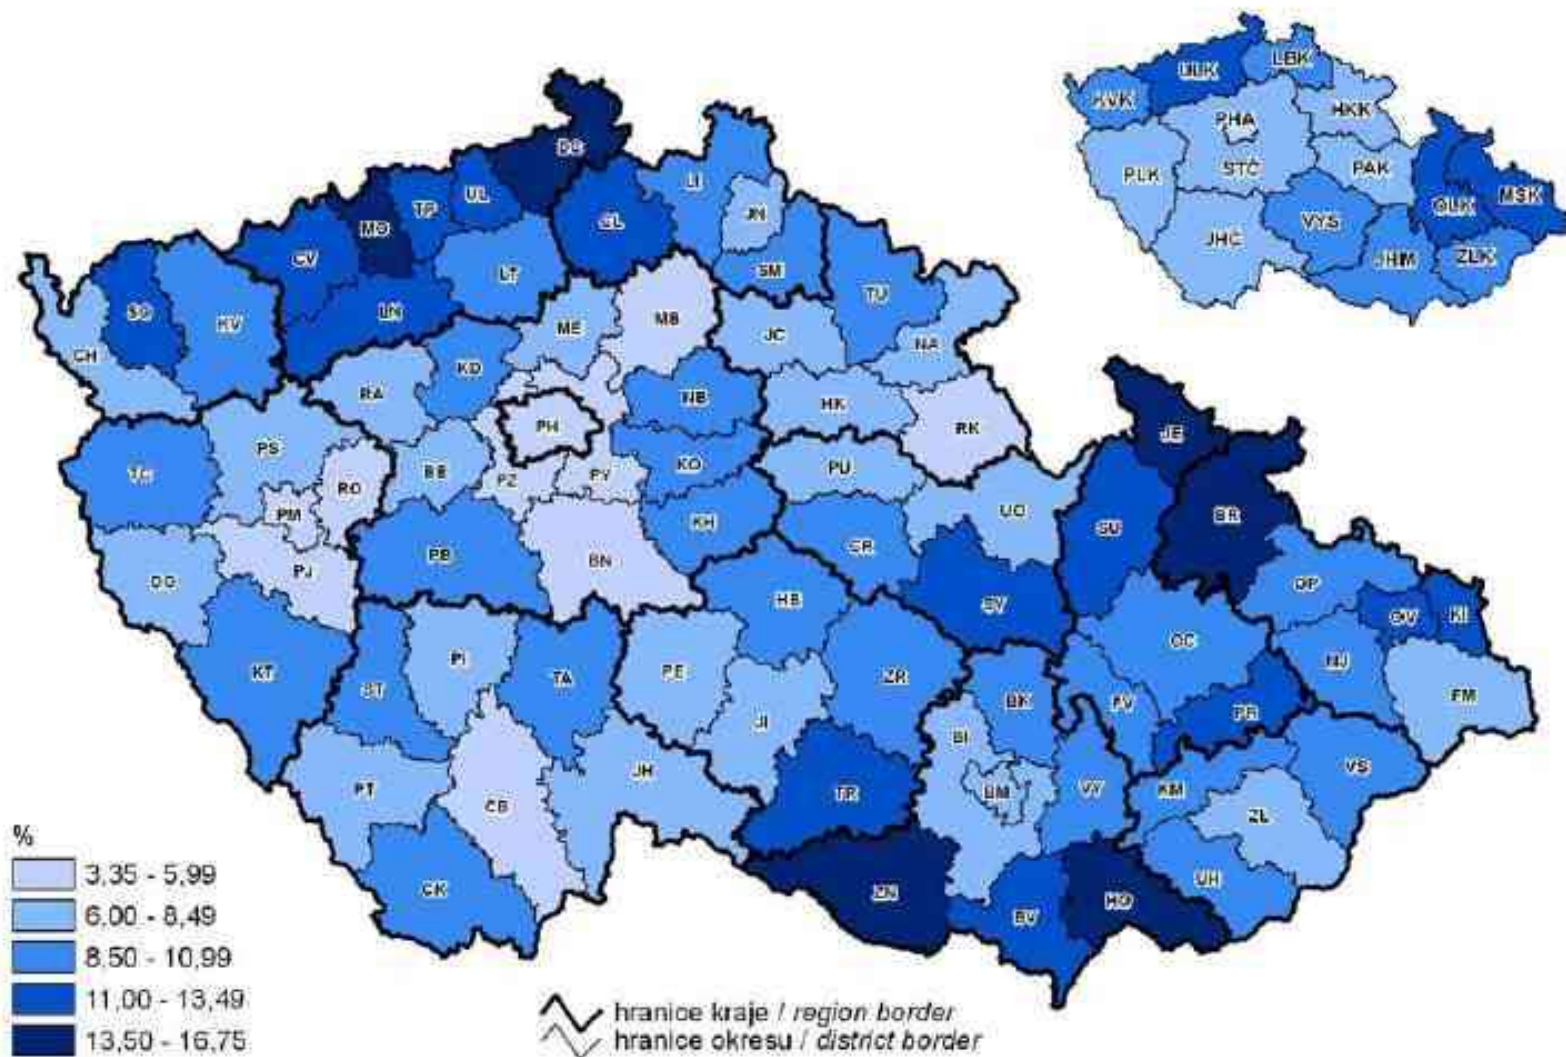 UUK
LBK
KVK
HKK
PHA
PLK
STC
PAK
MSK
OLK
VYS
JHC
JHM
ZLK
DC
UL
TP
MO
CL
LI
JN
CV
LT
SM
SO
KV
LN
TU
ME
MB
JC
NA
CH
KD
RA
NB
HK
RK
PH
PS
BB
KO
PU
JE
TC
RO
PZ
PY
PM
UO
SU
BR
KH
CR
PB
BN
PJ
DO
OP
HB
SY
OV
KI
OC
NJ
KT
PI
ST
TA
PE
ZR
BK
PV
PR
FM
JI
BI
VS
JH
PT
CB
TR
BM
VY
KM
ZL
CK
ZN
BV
HO
UH
%
3,35 - 5,99
6,00 - 8,49
8,50 - 10,99
11,00 - 13,49
13,50 - 16,75
hranice kraje / region border
hranice okresu / district border